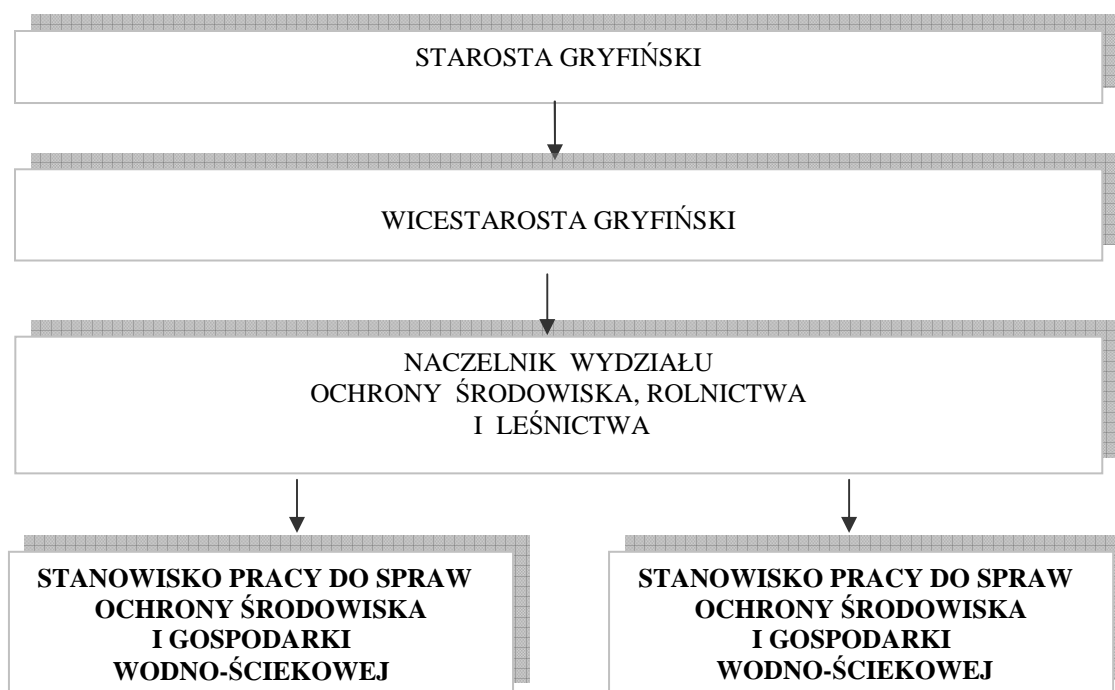 STAROSTA GRYFIŃSKI
WICESTAROSTA GRYFIŃSKI
NACZELNIK WYDZIAŁU
OCHRONY ŚRODOWISKA, ROLNICTWA
I LEŚNICTWA
STANOWISKO PRACY DO SPRAW
OCHRONY ŚRODOWISKA
I GOSPODARKI
WODNO-ŚCIEKOWEJ
STANOWISKO PRACY DO SPRAW
OCHRONY ŚRODOWISKA
I GOSPODARKI
WODNO-ŚCIEKOWEJ